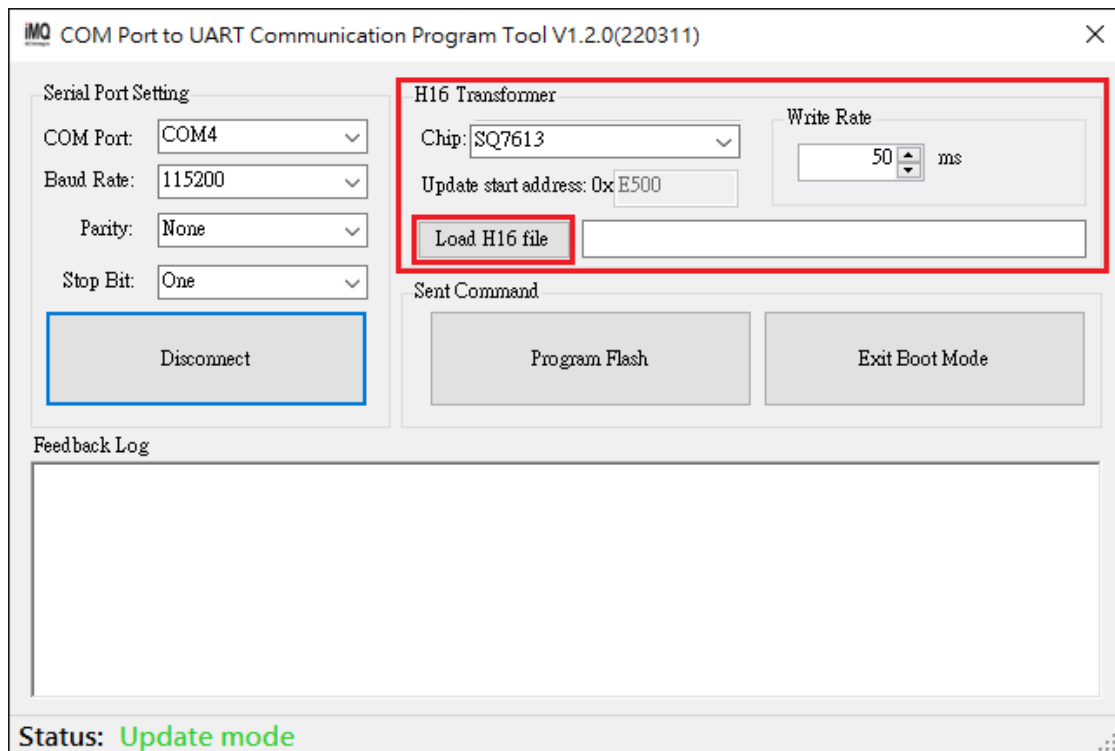 iMQ COM Port to UART Communication Program Tool V1.2.0(220311)
Serial Port Setting
COM Port: COM4
Baud Rate: 115200
Parity: None
Stop Bit: One
Disconnect
H16 Transformer
Chip: SQ7613
Update start address: 0x E500
Write Rate
50 ms
Load H16 file
Sent Command
Program Flash
Exit Boot Mode
Feedback Log
Status: Update mode